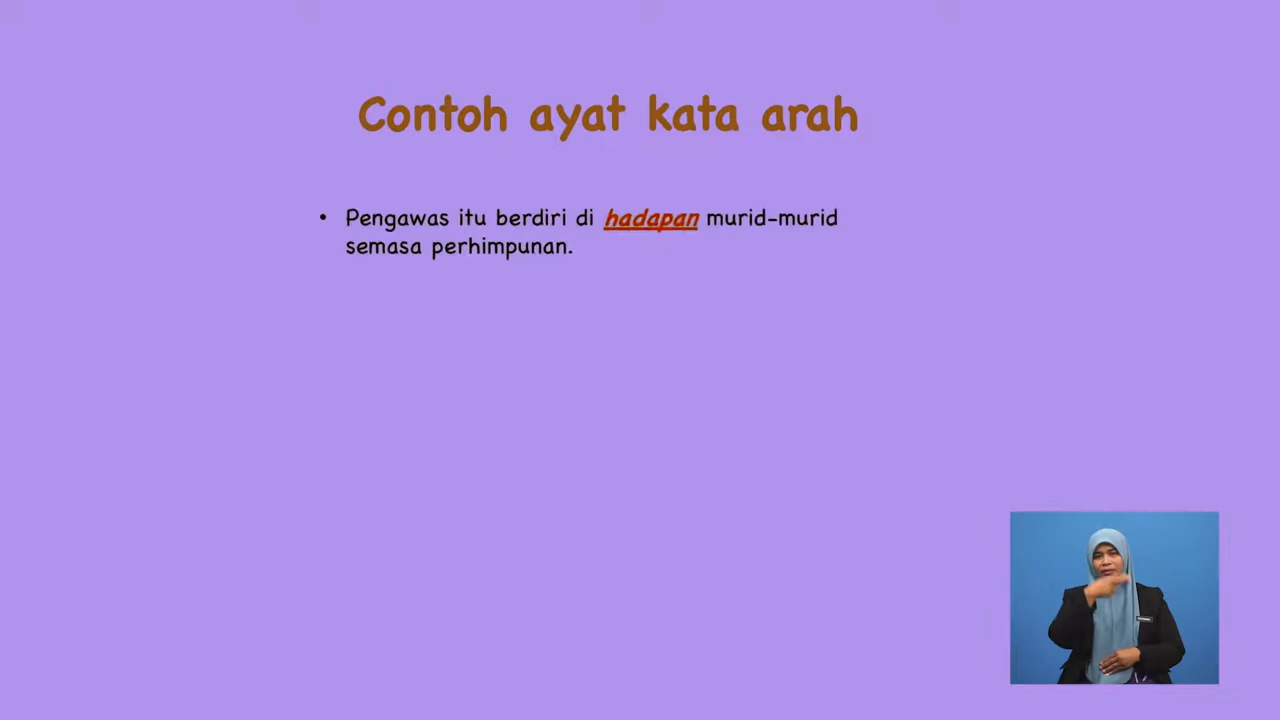 Contoh ayat kata arah
• Pengawas itu berdiri di hadapan murid-murid
semasa perhimpunan.